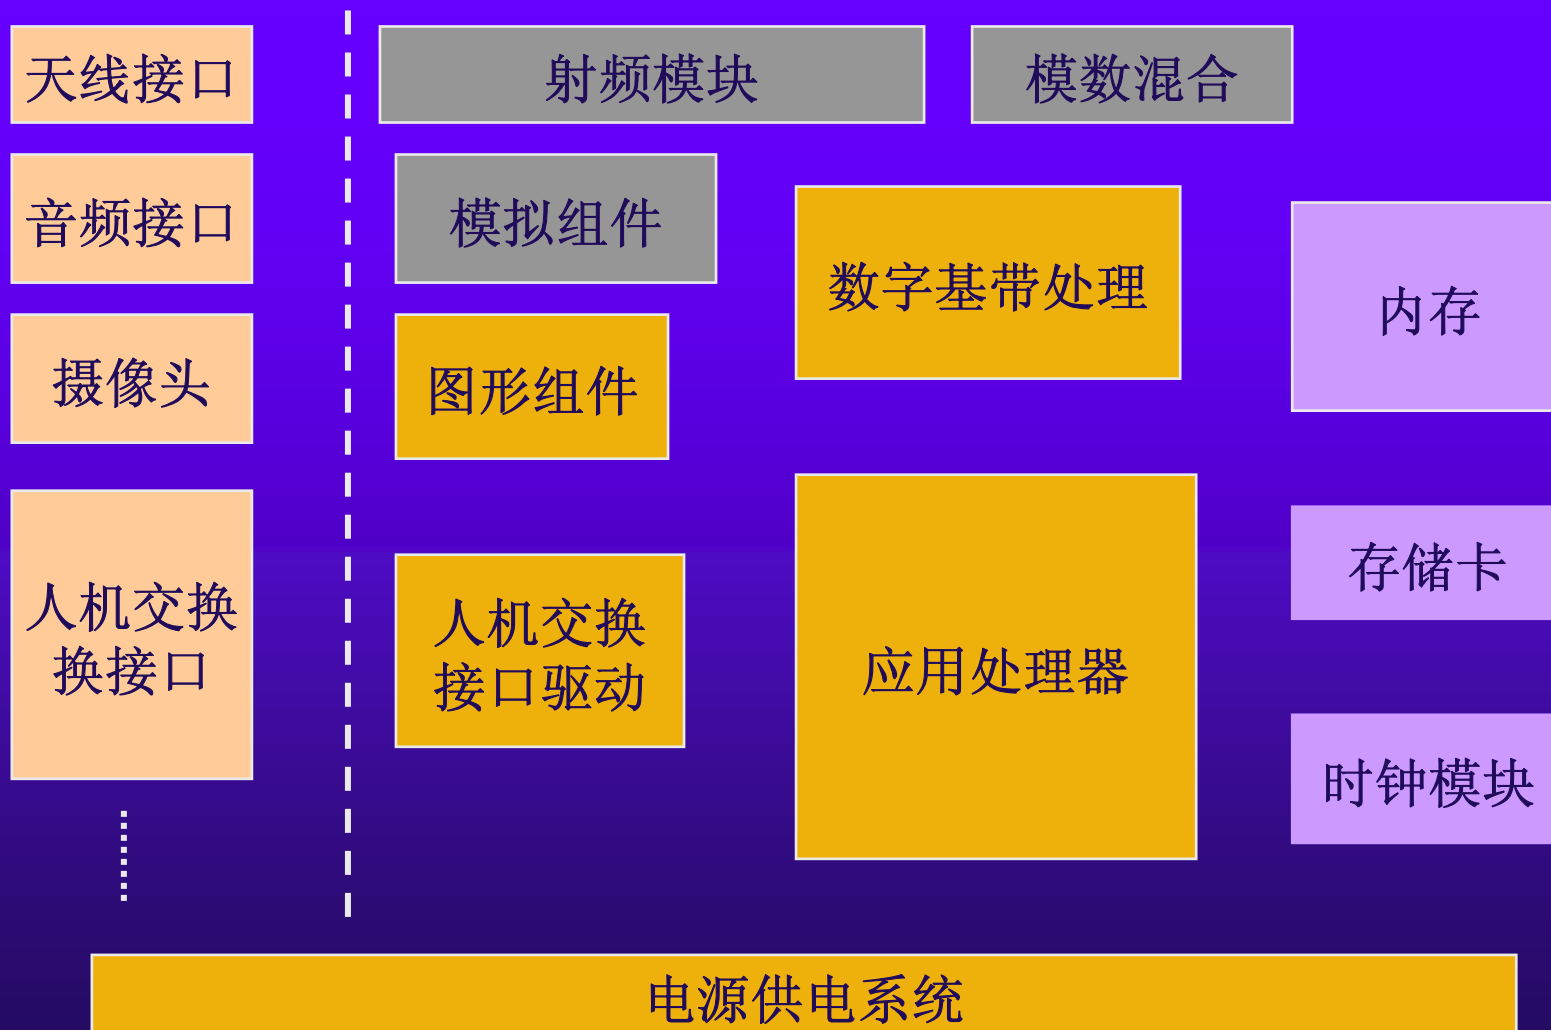 天线接口
射频模块
模数混合
音频接口
模拟组件
数字基带处理
内存
摄像头
图形组件
人机交换
换接口
人机交换
接口驱动
应用处理器
存储卡
时钟模块
电源供电系统